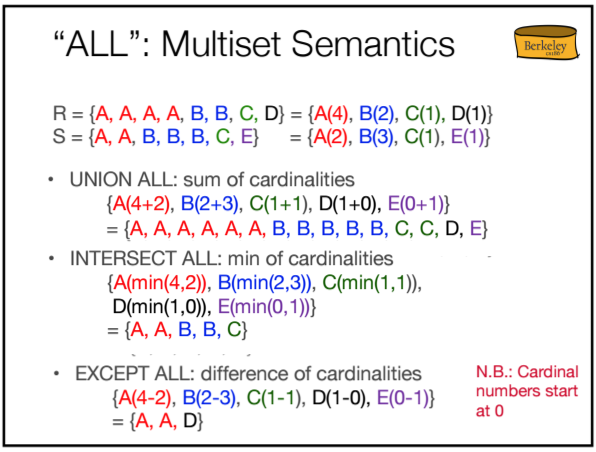 “ALL”: Multiset Semantics
Berkeley
R = {A, A, A, A, B, B, C, D} = {A(4), B(2), C(1), D(1)}
S = {A, A, B, B, B, C, E} = {A(2), B(3), C(1), E(1)}
• UNION ALL: sum of cardinalities
{A(4+2), B(2+3), C(1+1), D(1+0), E(0+1)}
= {A, A, A, A, A, A, B, B, B, B, B, C, C, D, E}
• INTERSECT ALL: min of cardinalities
{A(min(4,2)), B(min(2,3)), C(min(1,1)),
D(min(1,0)), E(min(0,1))}
= {A, A, B, B, C}
• EXCEPT ALL: difference of cardinalities
{A(4-2), B(2-3), C(1-1), D(1-0), E(0-1)}
= {A, A, D}
N.B.: Cardinal
numbers start
at 0